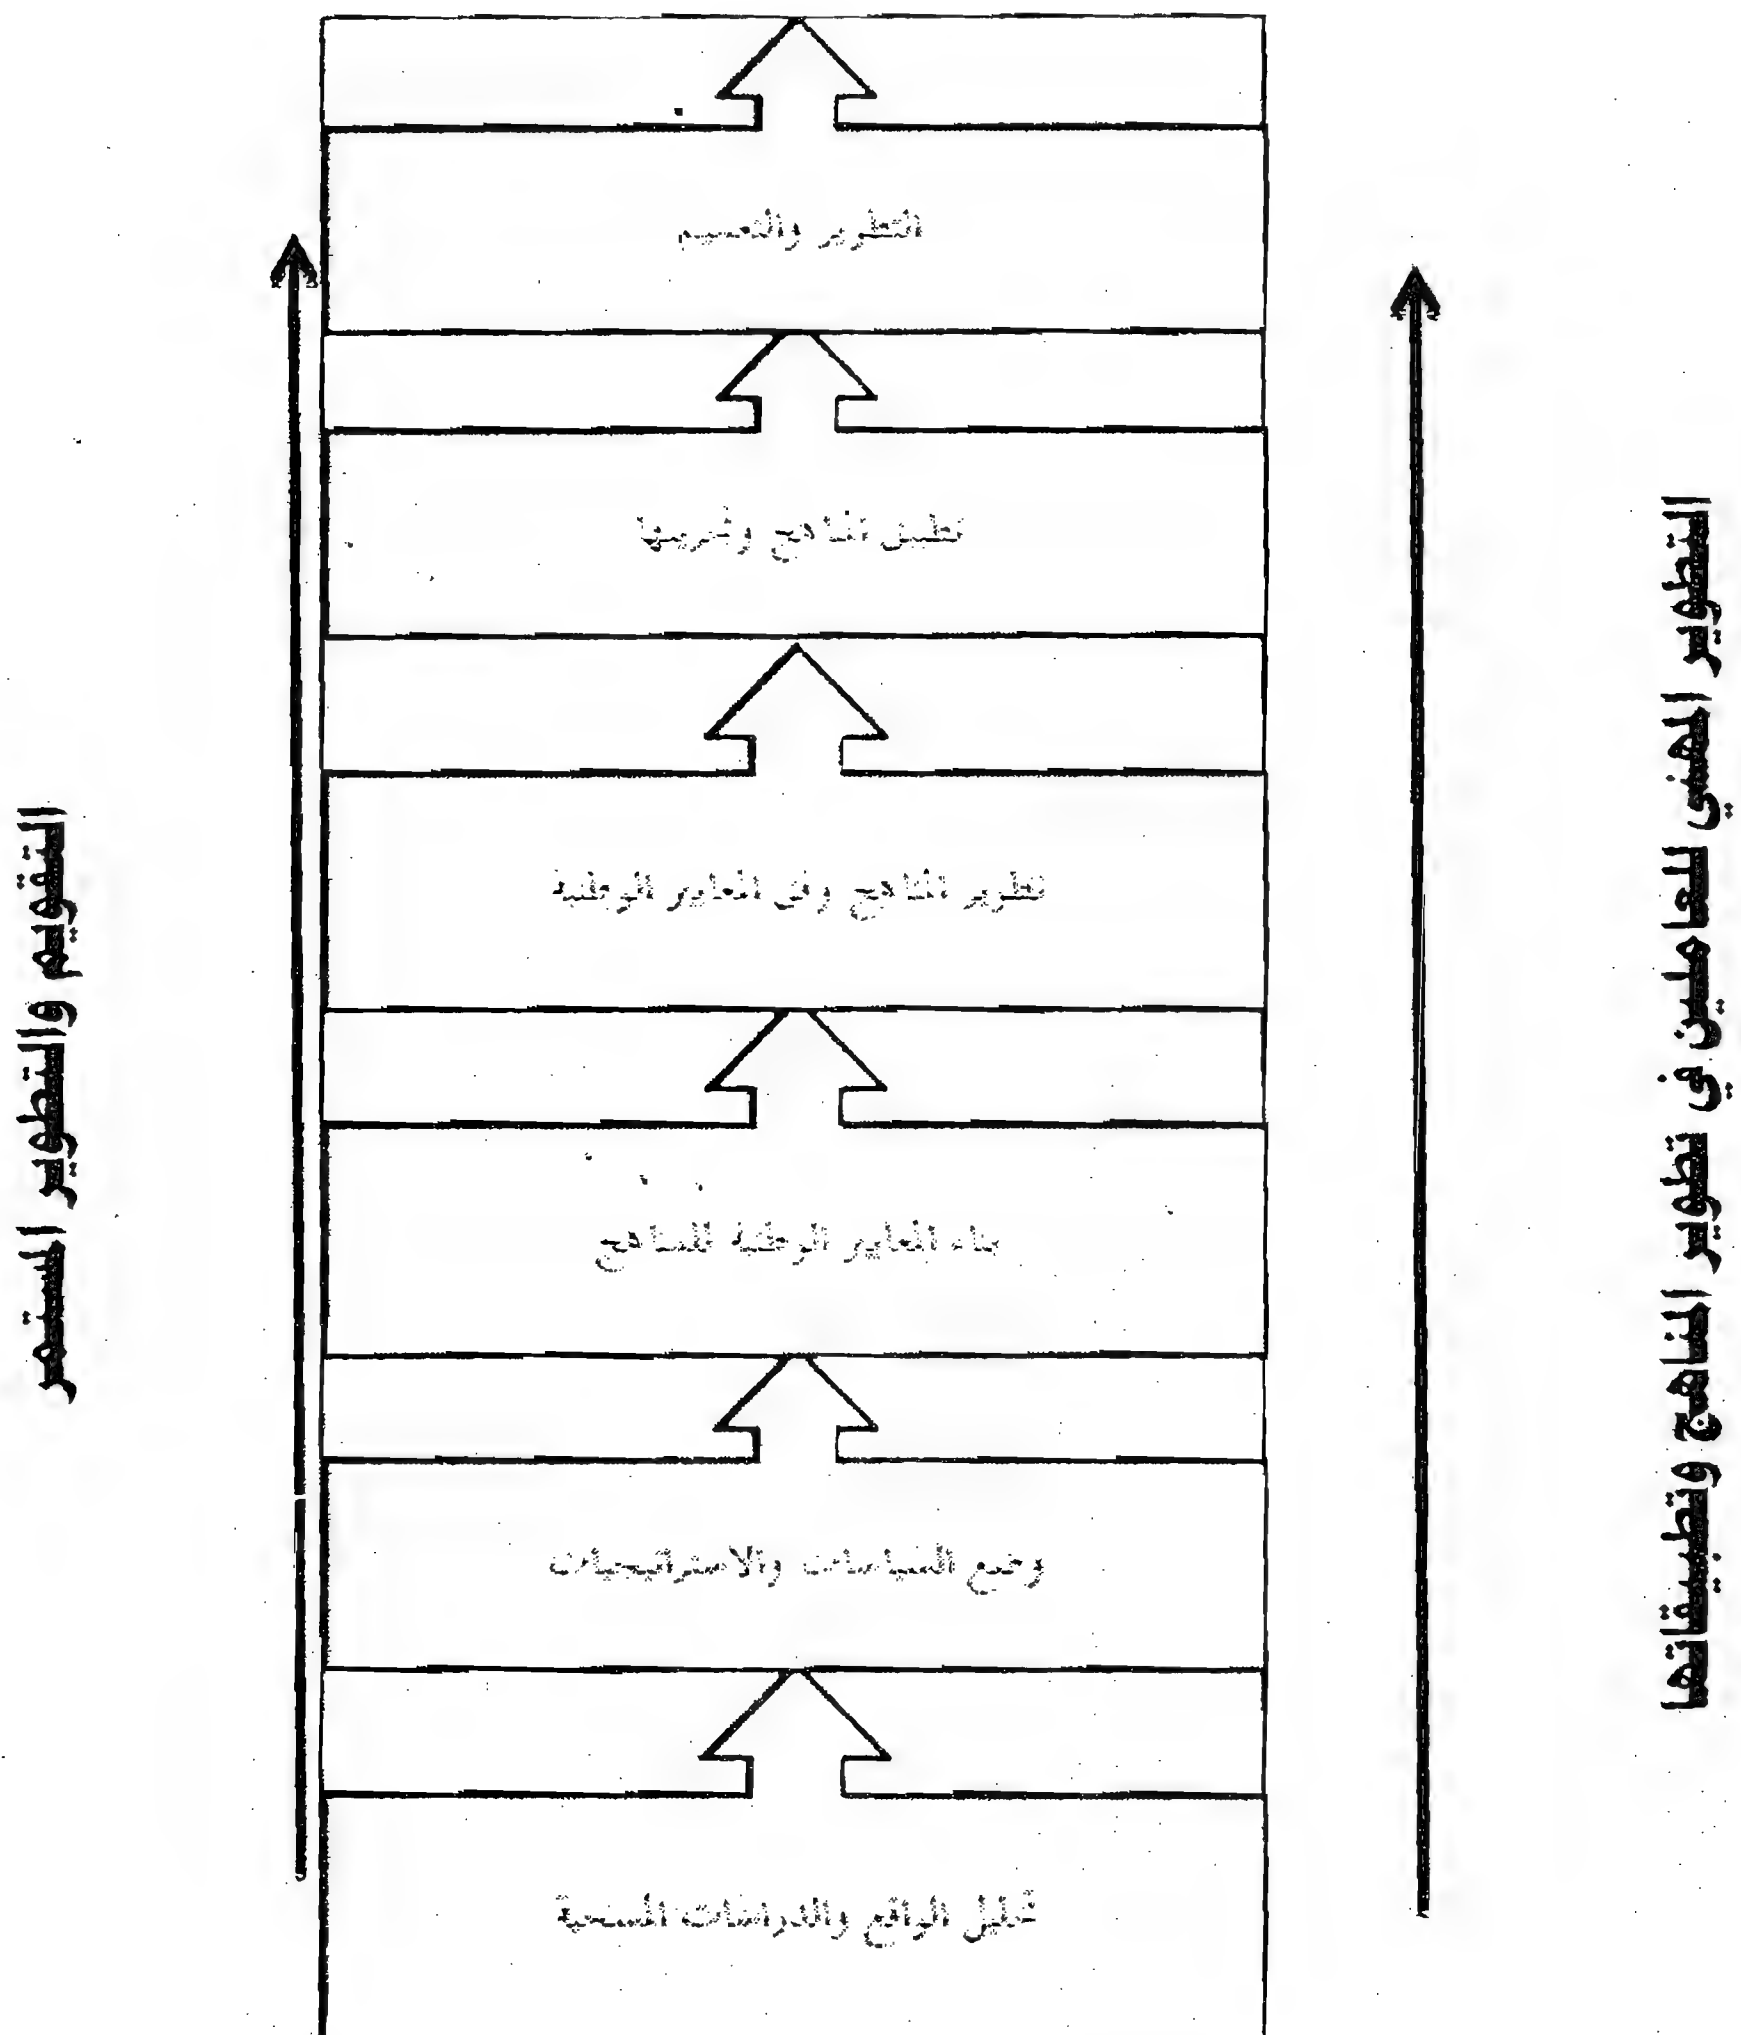 التطوير والتعميم
تطبيق المناهج وتجريبها
تطوير المناهج وفق المعايير الوطنية
بناء المعايير الوطنية للمناهج
وضع السياسات والاستراتيجيات
تحليل الواقع والدراسات المسحية
التطوير المهني للعاملين في تطوير المناهج وتطبيقاتها
التقويم والتطوير المستمر